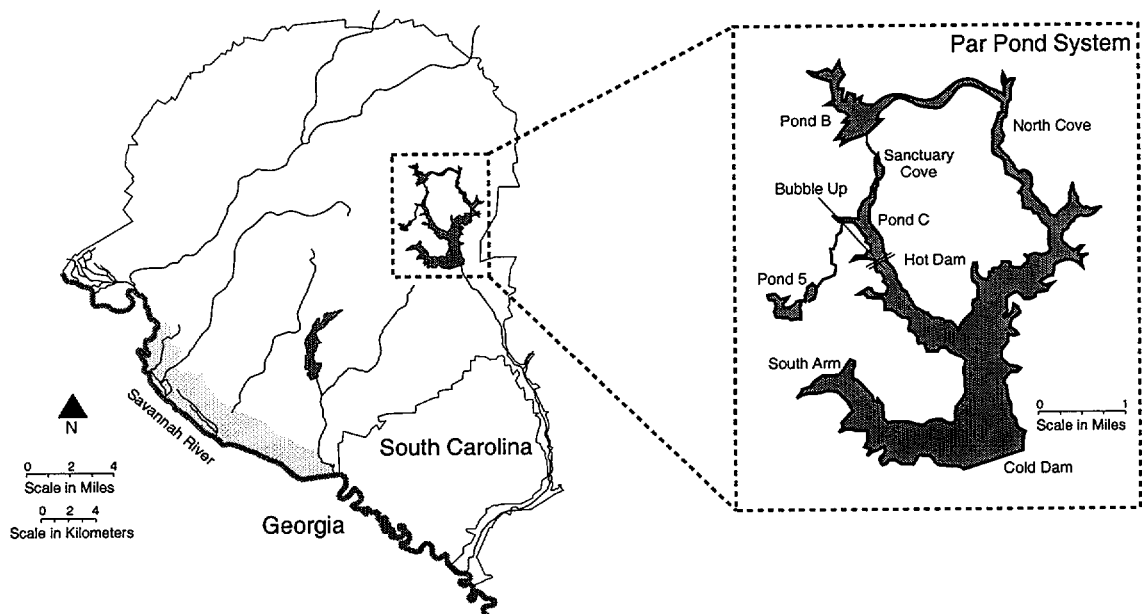 Par Pond System
Pond B
North Cove
Sanctuary
Cove
Bubble Up
Pond C
Hot Dam
Pond 5
South Arm
0 1
Scale in Miles
Cold Dam
Savannah River
N
0 2 4
Scale in Miles
0 2 4
Scale in Kilometers
South Carolina
Georgia